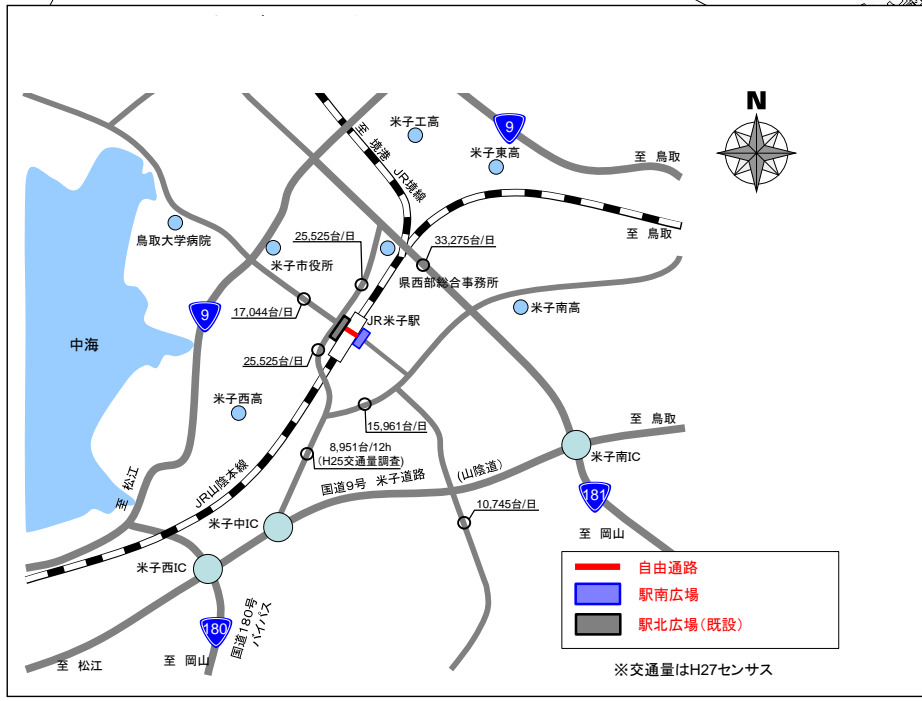 N
米子工高
9
米子東高
至 鳥取
至 境港
JR境線
鳥取大学病院
25,525台/日
33,275台/日
至 鳥取
米子市役所
県西部総合事務所
17,044台/日
9
JR米子駅
米子南高
中海
25,525台/日
米子西高
15,961台/日
至 鳥取
8,951台/12h
(H25交通量調査)
米子南IC
JR山陰本線
国道9号 米子道路
(山陰道)
181
至 松江
10,745台/日
米子中IC
至 岡山
米子西IC
自由通路
駅南広場
駅北広場(既設)
180
国道180号
バイパス
至 松江
至 岡山
※交通量はH27センサス